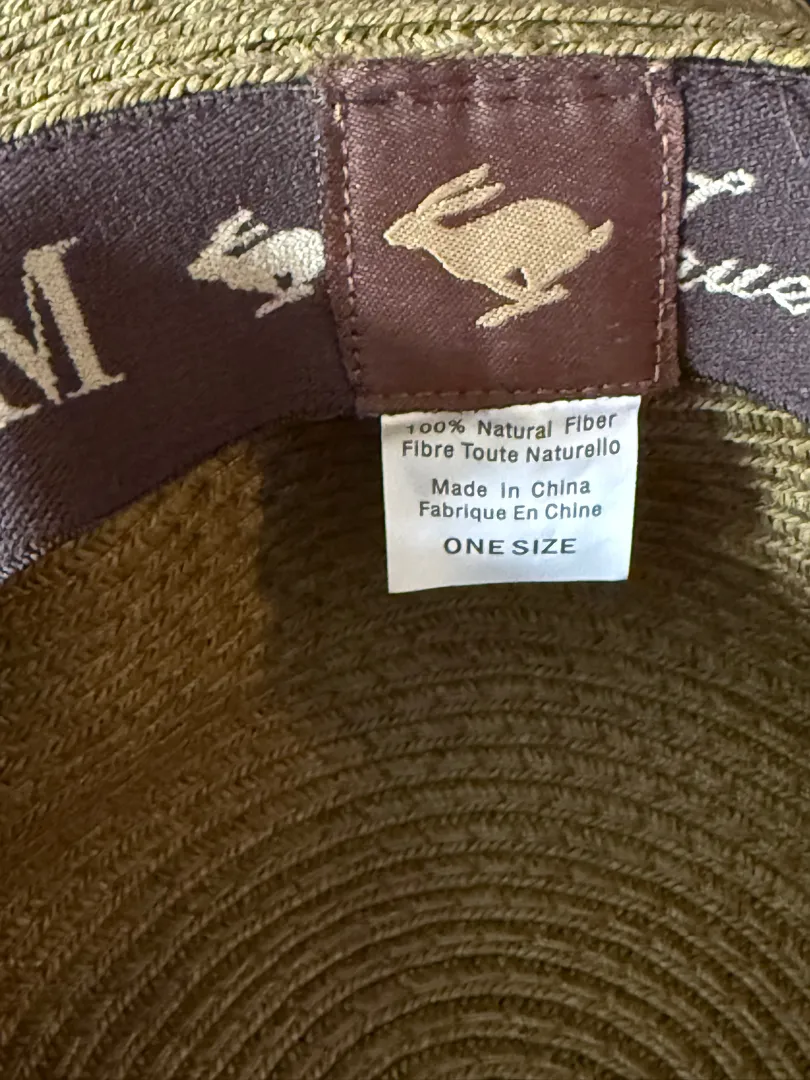 M
100% Natural Fiber
Fibre Toute Naturello
Made In China
Fabrique En Chine
ONE SIZE